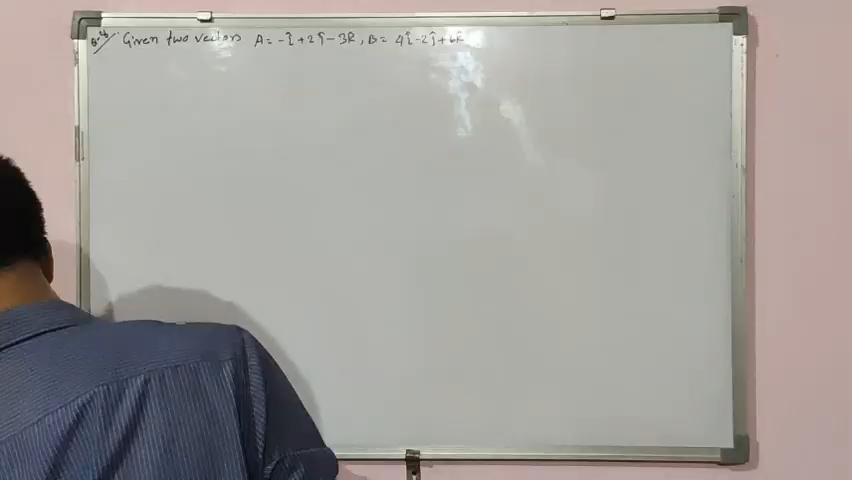 Given two vectors A = -î + 2ĵ - 3k̂, B = 4î - 2ĵ + 6k̂